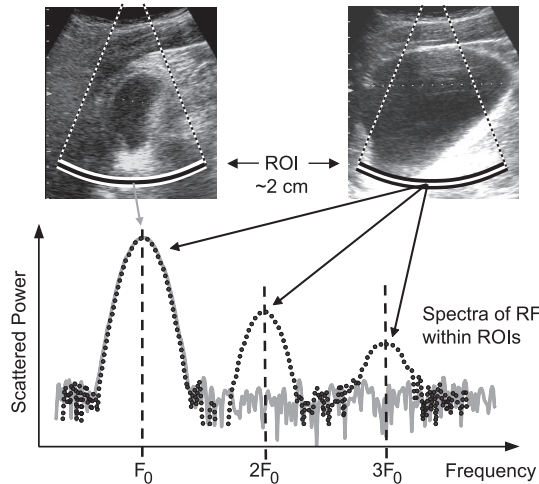 ROI
~2 cm
Scattered Power
Spectra of RF
within ROIs
F₀
2F₀
3F₀
Frequency